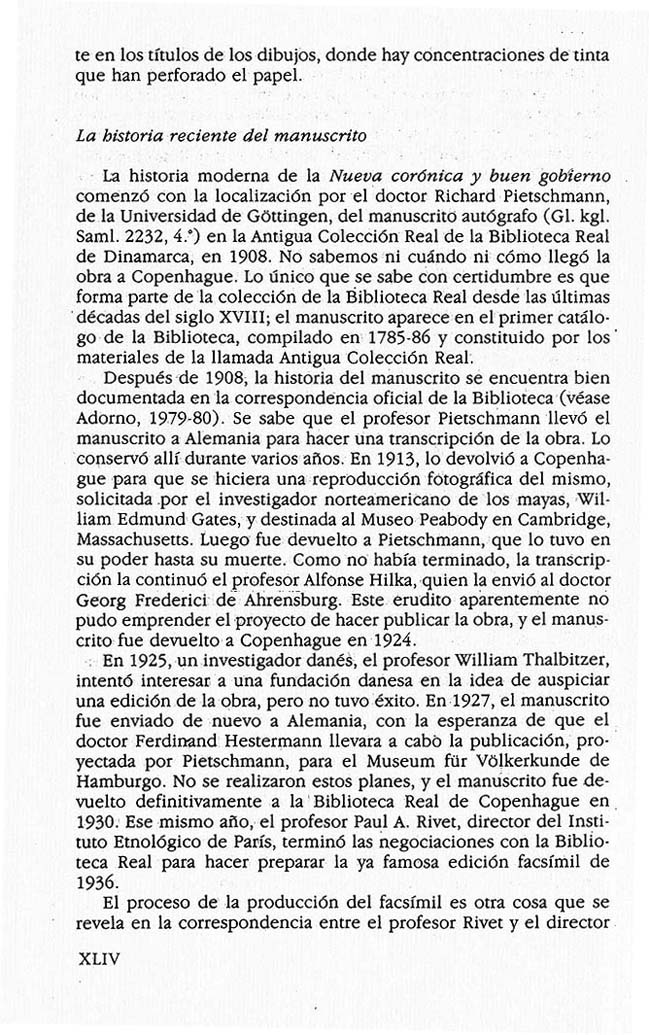 te en los títulos de los dibujos, donde hay concentraciones de tinta
que han perforado el papel.
La historia reciente del manuscrito
La historia moderna de la Nueva corónica y buen gobierno
comenzó con la localización por el doctor Richard Pietschmann,
de la Universidad de Göttingen, del manuscrito autógrafo (Gl. kgl.
Saml. 2232, 4.°) en la Antigua Colección Real de la Biblioteca Real
de Dinamarca, en 1908. No sabemos ni cuándo ni cómo llegó la
obra a Copenhague. Lo único que se sabe con certidumbre es que
forma parte de la colección de la Biblioteca Real desde las últimas
décadas del siglo XVIII; el manuscrito aparece en el primer catálo-
go de la Biblioteca, compilado en 1785-86 y constituido por los
materiales de la llamada Antigua Colección Real.
Después de 1908, la historia del manuscrito se encuentra bien
documentada en la correspondencia oficial de la Biblioteca (véase
Adorno, 1979-80). Se sabe que el profesor Pietschmann llevó el
manuscrito a Alemania para hacer una transcripción de la obra. Lo
conservó allí durante varios años. En 1913, lo devolvió a Copenha-
gue para que se hiciera una reproducción fotográfica del mismo,
solicitada por el investigador norteamericano de los mayas, Wil-
liam Edmund Gates, y destinada al Museo Peabody en Cambridge,
Massachusetts. Luego fue devuelto a Pietschmann, que lo tuvo en
su poder hasta su muerte. Como no había terminado, la transcrip-
ción la continuó el profesor Alfonse Hilka, quien la envió al doctor
Georg Frederici de Ahrensburg. Este erudito aparentemente no
pudo emprender el proyecto de hacer publicar la obra, y el manus-
crito fue devuelto a Copenhague en 1924.
En 1925, un investigador danés, el profesor William Thalbitzer,
intentó interesar a una fundación danesa en la idea de auspiciar
una edición de la obra, pero no tuvo éxito. En 1927, el manuscrito
fue enviado de nuevo a Alemania, con la esperanza de que el
doctor Ferdinand Hestermann llevara a cabo la publicación, pro-
yectada por Pietschmann, para el Museum für Völkerkunde de
Hamburgo. No se realizaron estos planes, y el manuscrito fue de-
vuelto definitivamente a la Biblioteca Real de Copenhague en
1930. Ese mismo año, el profesor Paul A. Rivet, director del Insti-
tuto Etnológico de París, terminó las negociaciones con la Biblio-
teca Real para hacer preparar la ya famosa edición facsímil de
1936.
El proceso de la producción del facsímil es otra cosa que se
revela en la correspondencia entre el profesor Rivet y el director
XLIV